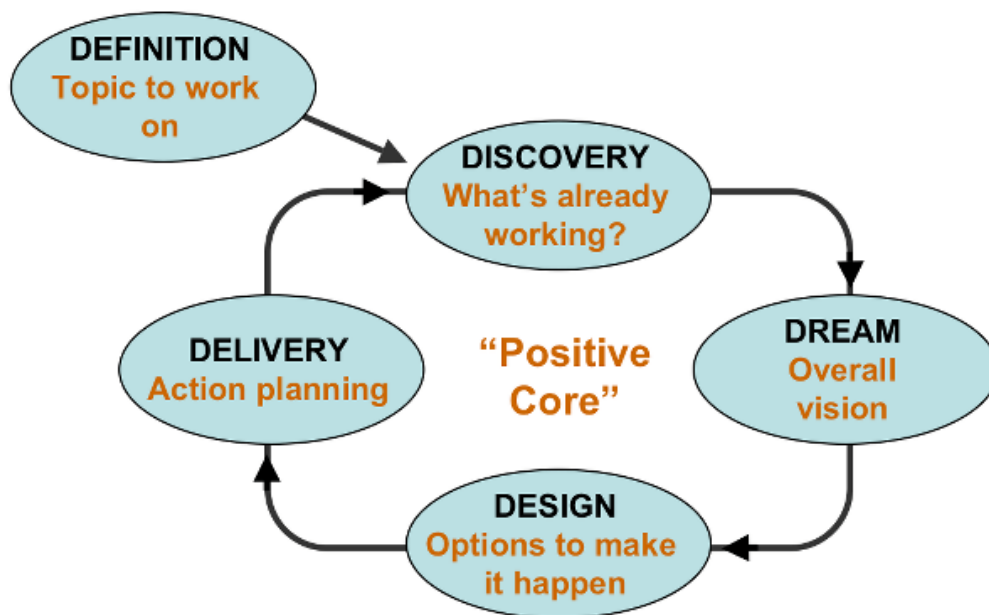 DEFINITION
Topic to work
on
DISCOVERY
What’s already
working?
DREAM
Overall
vision
“Positive
Core”
DELIVERY
Action planning
DESIGN
Options to make
it happen